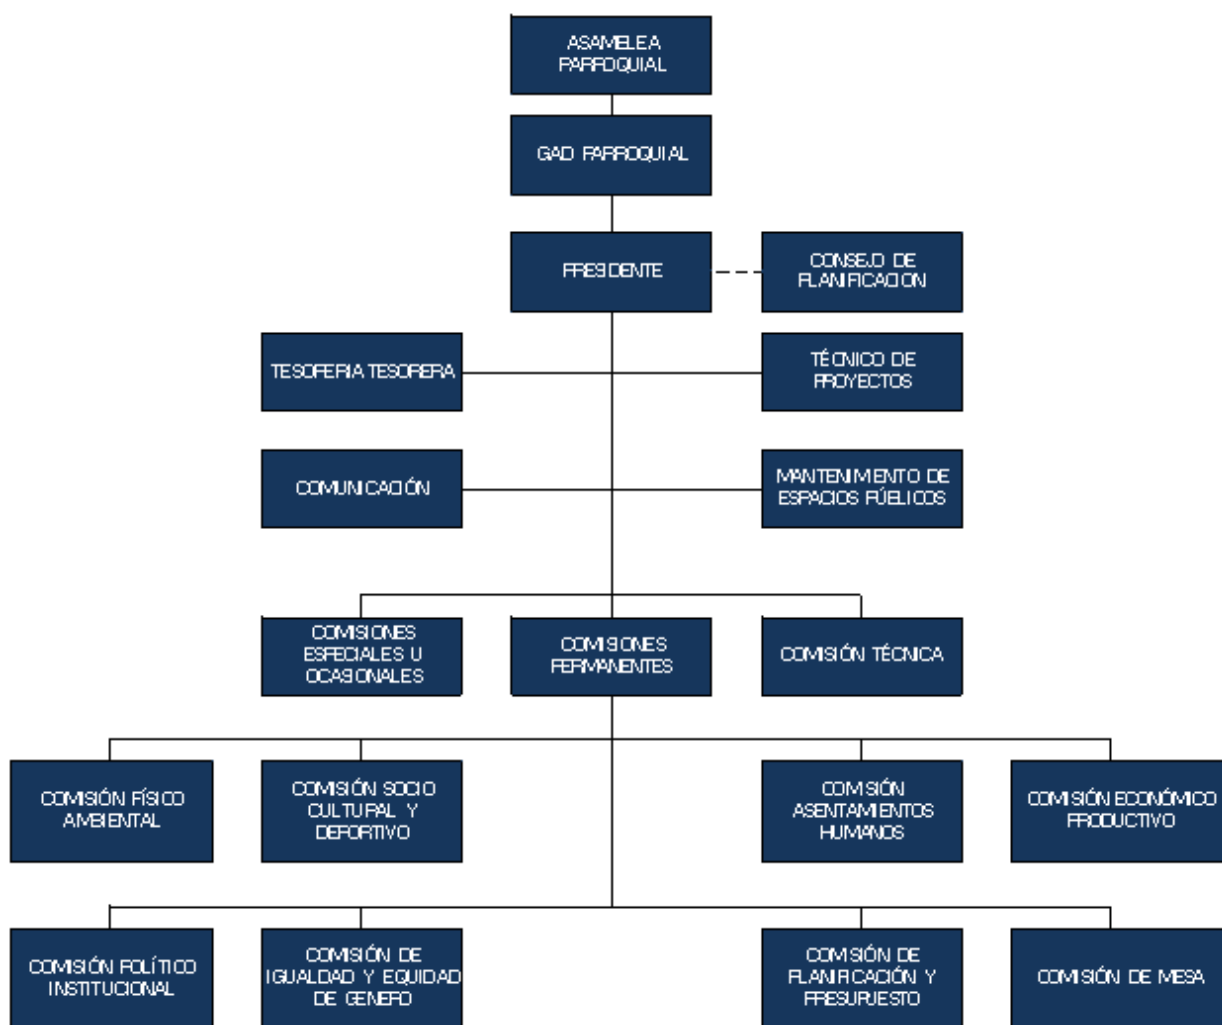 ASAMBLEA
PARROQUIAL
GAD PARROQUIAL
PRESIDENTE
CONSEJO DE
PLANIFICACION
TESORERIA TESORERA
TÉCNICO DE
PROYECTOS
COMUNICACIÓN
MANTENIMIENTO DE
ESPACIOS PÚBLICOS
COMISIONES
ESPECIALES U
OCASIONALES
COMISIONES
PERMANENTES
COMISIÓN TÉCNICA
COMISIÓN FÍSICO
AMBIENTAL
COMISIÓN SOCIO
CULTURAL Y
DEPORTIVO
COMISIÓN
ASENTAMIENTOS
HUMANOS
COMISIÓN ECONÓMICO
PRODUCTIVO
COMISIÓN POLÍTICO
INSTITUCIONAL
COMISIÓN DE
IGUALDAD Y EQUIDAD
DE GENERO
COMISIÓN DE
PLANIFICACIÓN Y
PRESUPUESTO
COMISIÓN DE MESA